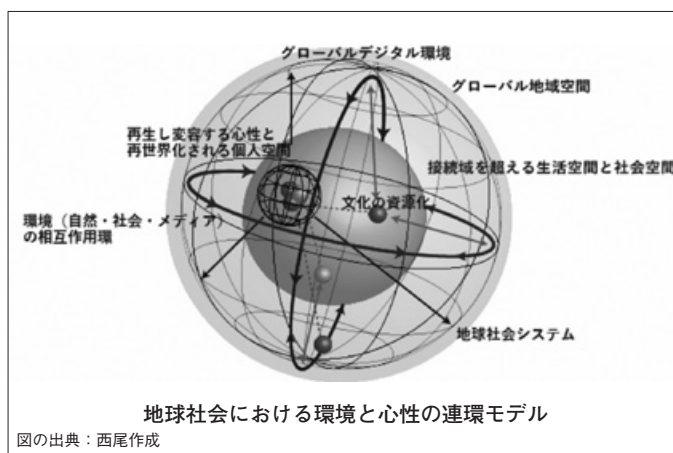 グローバルデジタル環境
グローバル地域空間
再生し変容する心性と
再世界化される個人空間
接続域を超える生活空間と社会空間
文化の資源化
環境（自然・社会・メディア）
の相互作用環
地球社会システム
地球社会における環境と心性の連環モデル
図の出典：西尾作成